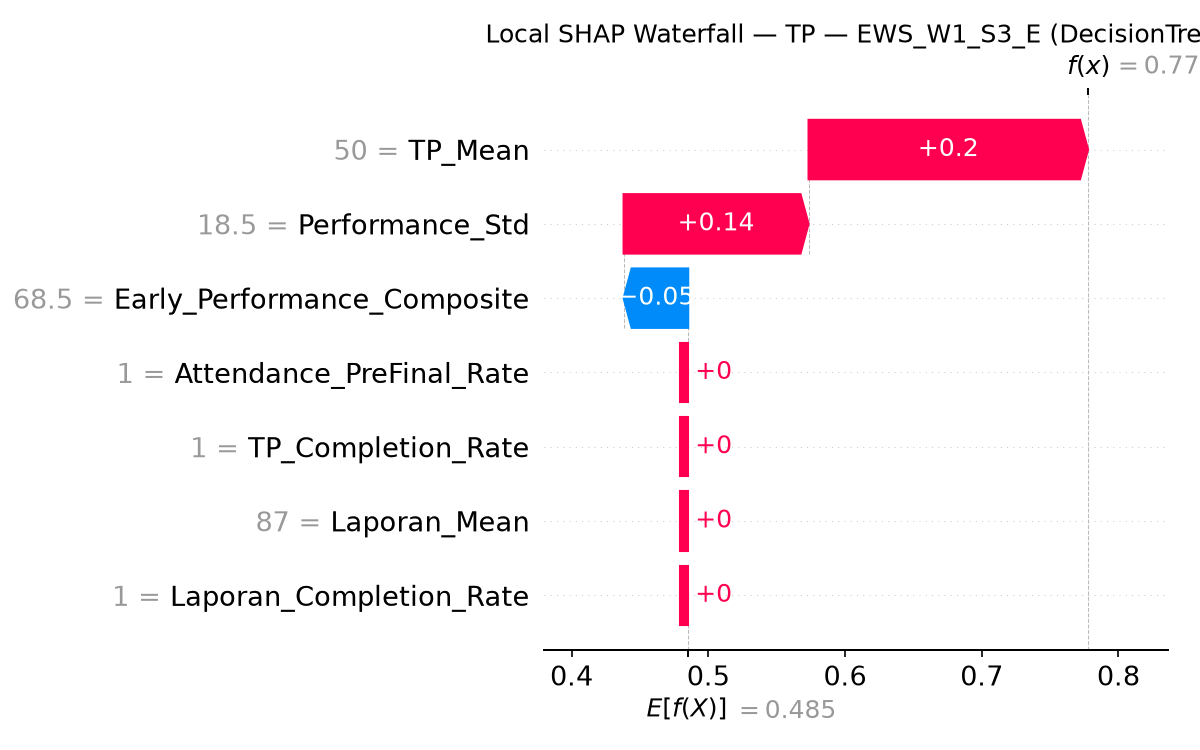 Local SHAP Waterfall — TP — EWS_W1_S3_E (DecisionTre
f(x) = 0.77
50 = TP_Mean
+0.2
18.5 = Performance_Std
+0.14
68.5 = Early_Performance_Composite
−0.05
1 = Attendance_PreFinal_Rate
+0
1 = TP_Completion_Rate
+0
87 = Laporan_Mean
+0
1 = Laporan_Completion_Rate
+0
0.4 0.5 0.6 0.7 0.8
E[f(X)] = 0.485